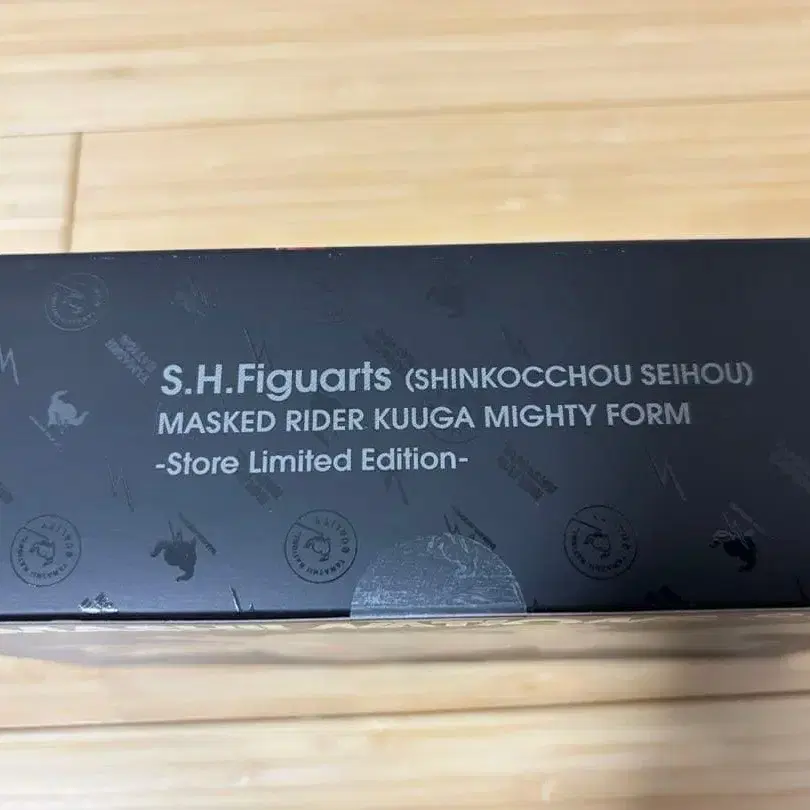 S.H.Figuarts (SHINKOCCHOU SEIHOU)
MASKED RIDER KUUGA MIGHTY FORM
-Store Limited Edition-